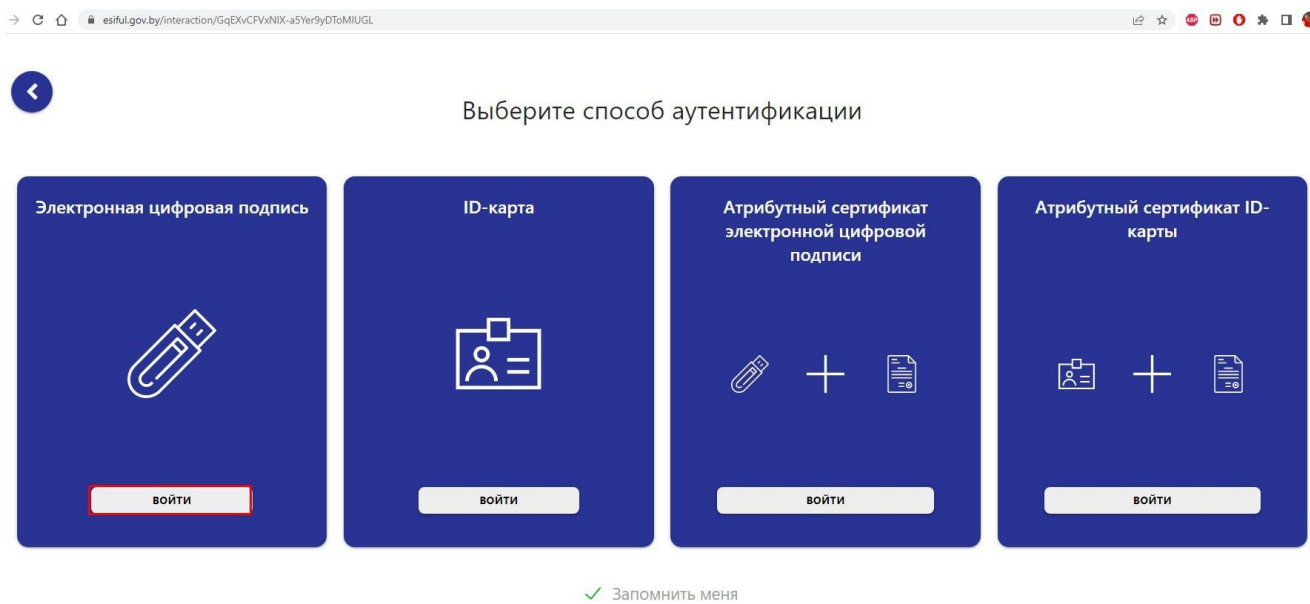 esiful.gov.by/interaction/GqEXvCFVxNIX-a5Yer9yDToMIUGL
ABP
Выберите способ аутентификации
Электронная цифровая подпись
ВОЙТИ
ID-карта
ВОЙТИ
Атрибутный сертификат
электронной цифровой
подписи
ВОЙТИ
Атрибутный сертификат ID-
карты
ВОЙТИ
Запомнить меня